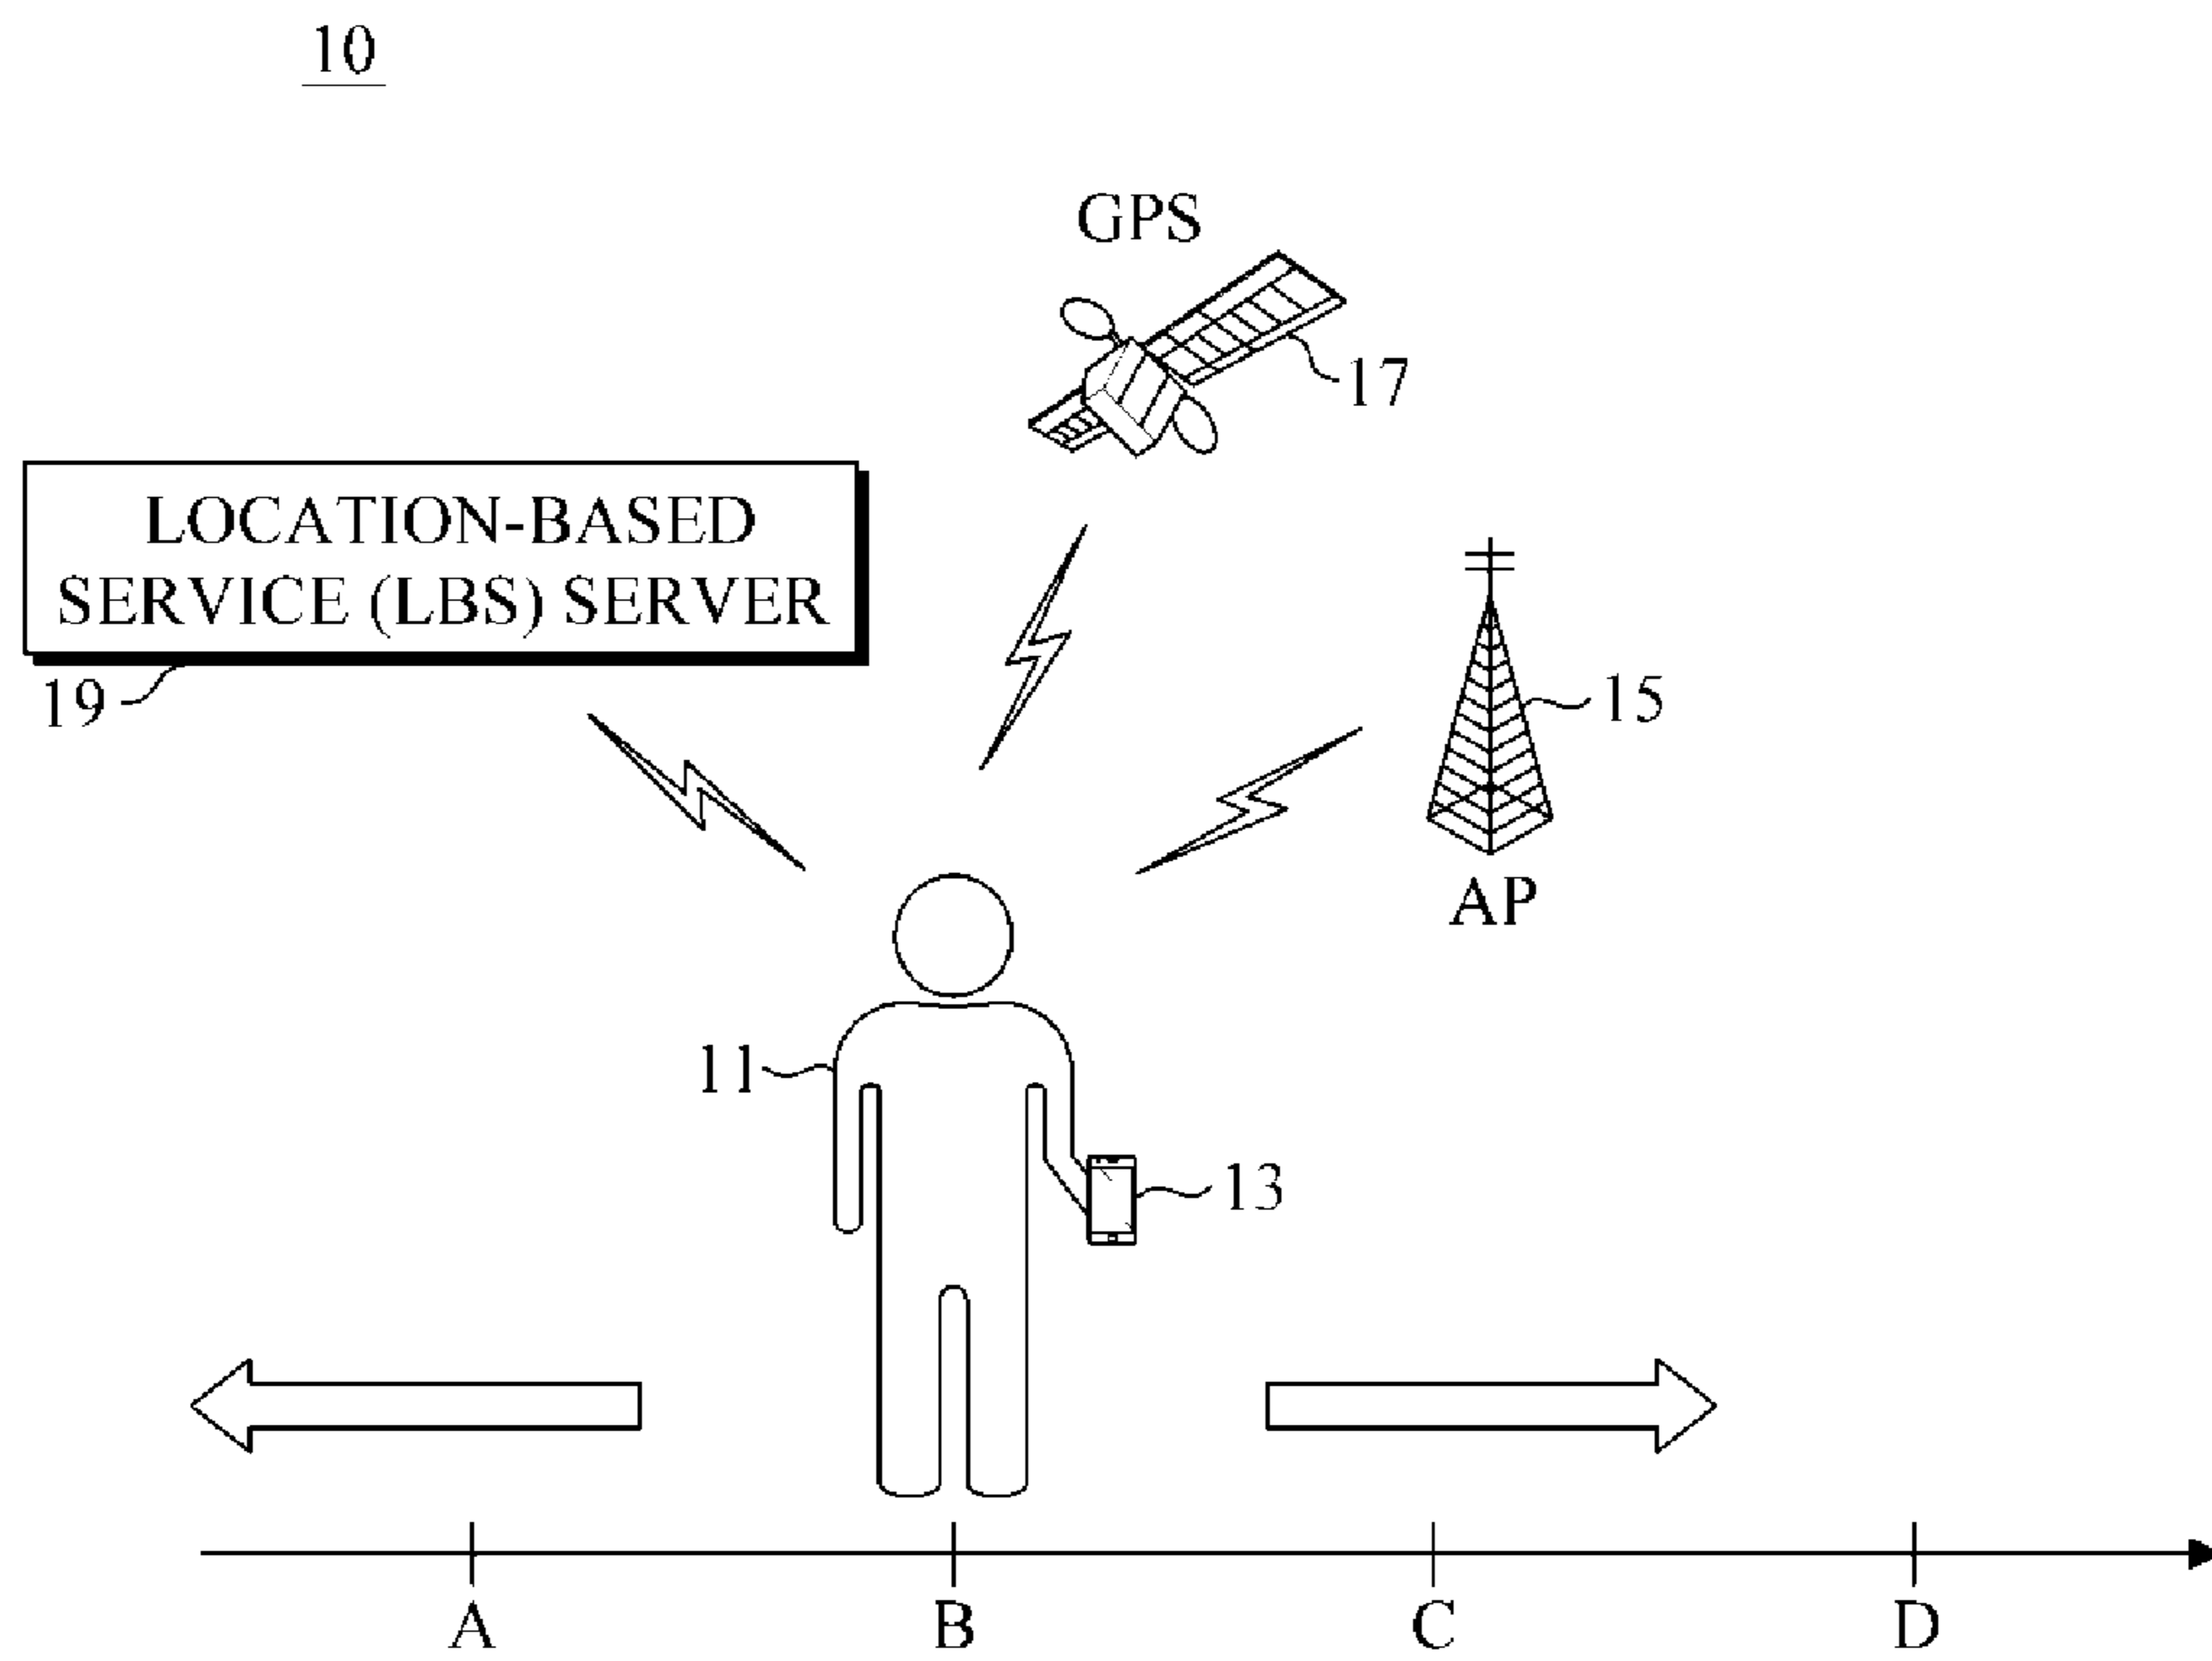 10
GPS
17
LOCATION-BASED
SERVICE (LBS) SERVER
19
15
AP
11
13
A B C D